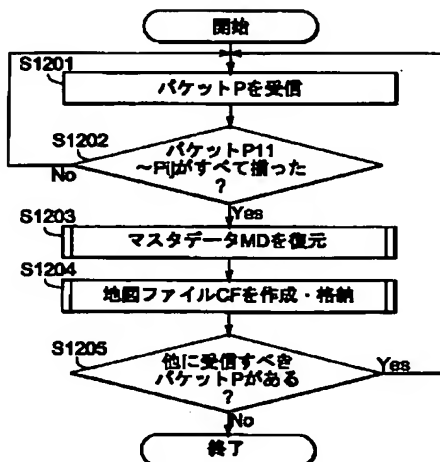 開始
S1201
パケットPを受信
S1202
パケットP11
～Pijがすべて揃った
?
No
Yes
S1203
マスタデータMDを復元
S1204
地図ファイルCFを作成・格納
S1205
他に受信すべき
パケットPがある
?
Yes
No
終了